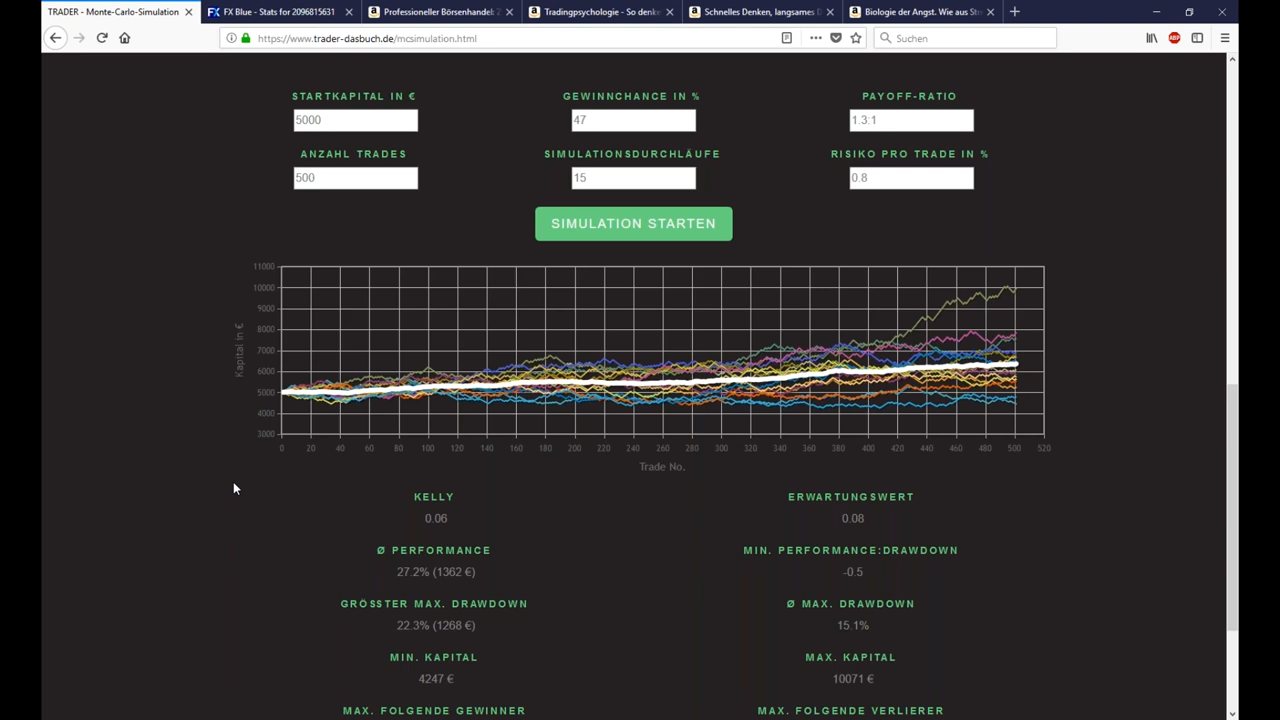 TRADER - Monte-Carlo-Simulation
FX Blue - Stats for 2096815631
Professioneller Börsenhandel:
Tradingpsychologie - So denke
Schnelles Denken, langsames D
Biologie der Angst. Wie aus Str
https://www.trader-dasbuch.de/mcsimulation.html
Suchen
ABP
STARTKAPITAL IN € GEWINNCHANCE IN % PAYOFF-RATIO
5000 47 1.3:1
ANZAHL TRADES SIMULATIONSDURCHLÄUFE RISIKO PRO TRADE IN %
500 15 0.8
SIMULATION STARTEN
11000
10000
9000
8000
7000
6000
5000
4000
3000
Kapital in €
0 20 40 60 80 100 120 140 160 180 200 220 240 260 280 300 320 340 360 380 400 420 440 460 480 500 520
Trade No.
KELLY ERWARTUNGSWERT
0.06 0.08
Ø PERFORMANCE MIN. PERFORMANCE:DRAWDOWN
27.2% (1362 €) -0.5
GRÖSSTER MAX. DRAWDOWN Ø MAX. DRAWDOWN
22.3% (1268 €) 15.1%
MIN. KAPITAL MAX. KAPITAL
4247 € 10071 €
MAX. FOLGENDE GEWINNER MAX. FOLGENDE VERLIERER